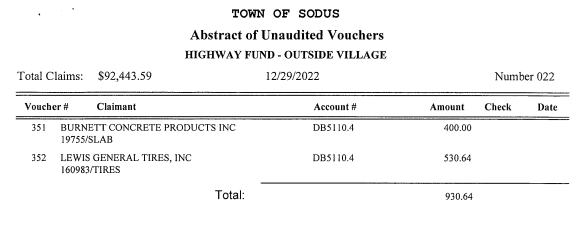 TOWN OF SODUS
Abstract of Unaudited Vouchers
HIGHWAY FUND - OUTSIDE VILLAGE
Total Claims: $92,443.59 12/29/2022 Number 022
Voucher # Claimant Account # Amount Check Date
351 BURNETT CONCRETE PRODUCTS INC DB5110.4 400.00
19755/SLAB
352 LEWIS GENERAL TIRES, INC DB5110.4 530.64
160983/TIRES
Total: 930.64